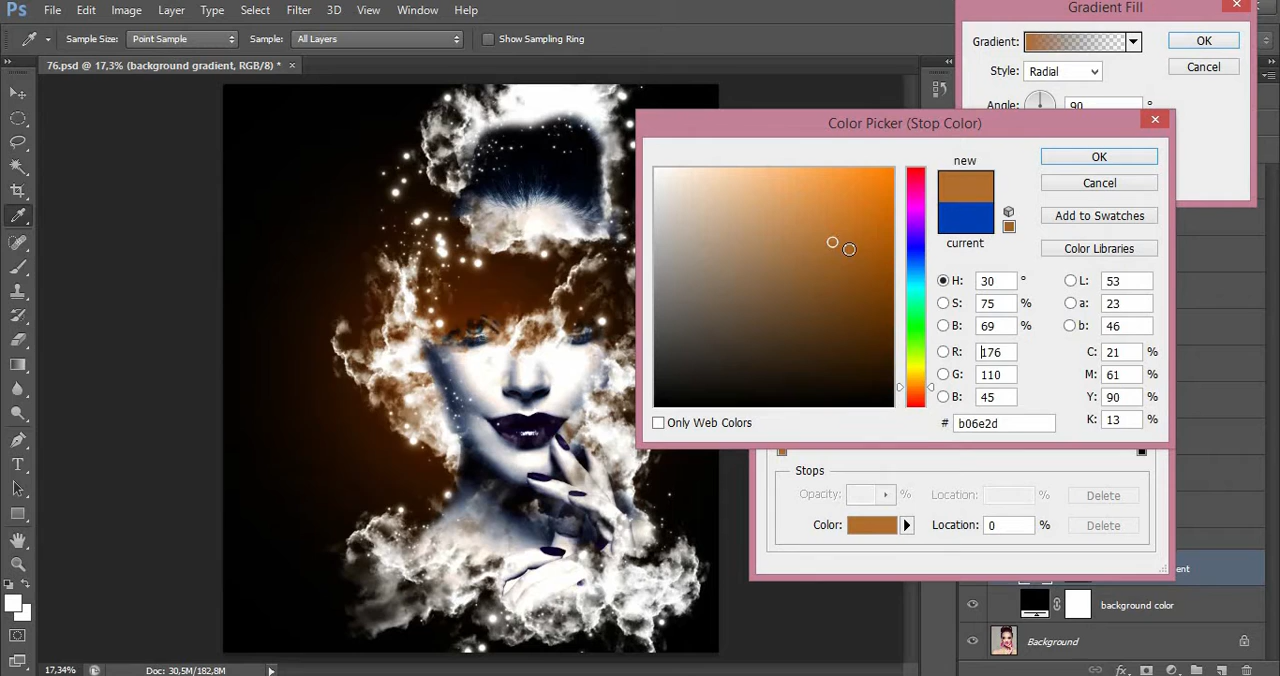 Ps File Edit Image Layer Type Select Filter 3D View Window Help
Gradient Fill
Sample Size: Point Sample Sample: All Layers Show Sampling Ring
Gradient: OK
76.psd @ 17,3% (background gradient, RGB/8) * ×
Style: Radial Cancel
Angle: 90 °
Color Picker (Stop Color)
new OK
Cancel
Add to Swatches
current Color Libraries
H: 30 ° L: 53
S: 75 % a: 23
B: 69 % b: 46
R: 176 C: 21 %
G: 110 M: 61 %
B: 45 Y: 90 %
Only Web Colors # b06e2d K: 13 %
Stops
Opacity: % Location: % Delete
Color: Location: 0 % Delete
ent
background color
Background
17,34% Doc: 30,5M/182,8M
fx